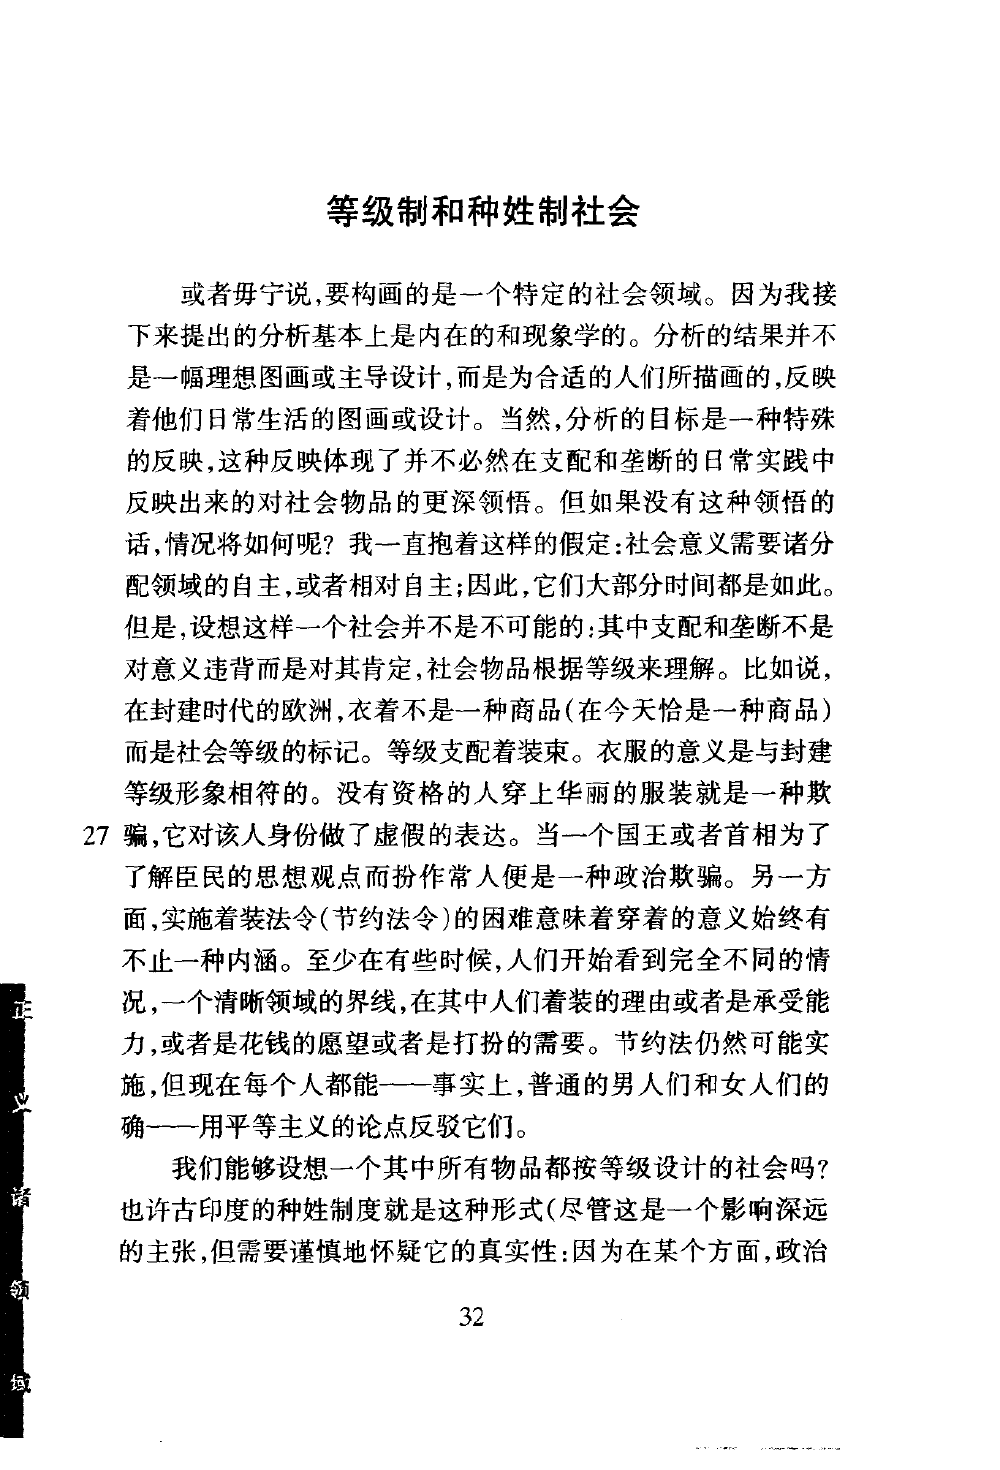 等级制和种姓制社会
或者毋宁说,要构画的是一个特定的社会领域。因为我接
下来提出的分析基本上是内在的和现象学的。分析的结果并不
是一幅理想图画或主导设计,而是为合适的人们所描画的,反映
着他们日常生活的图画或设计。当然,分析的目标是一种特殊
的反映,这种反映体现了并不必然在支配和垄断的日常实践中
反映出来的对社会物品的更深领悟。但如果没有这种领悟的
话,情况将如何呢? 我一直抱着这样的假定:社会意义需要诸分
配领域的自主,或者相对自主;因此,它们大部分时间都是如此。
但是,设想这样一个社会并不是不可能的:其中支配和垄断不是
对意义违背而是对其肯定,社会物品根据等级来理解。比如说,
在封建时代的欧洲,衣着不是一种商品(在今天恰是一种商品)
而是社会等级的标记。等级支配着装束。衣服的意义是与封建
等级形象相符的。没有资格的人穿上华丽的服装就是一种欺
27 骗,它对该人身份做了虚假的表达。当一个国王或者首相为了
了解臣民的思想观点而扮作常人便是一种政治欺骗。另一方
面,实施着装法令(节约法令)的困难意味着穿着的意义始终有
不止一种内涵。至少在有些时候,人们开始看到完全不同的情
况,一个清晰领域的界线,在其中人们着装的理由或者是承受能
力,或者是花钱的愿望或者是打扮的需要。节约法仍然可能实
施,但现在每个人都能——事实上,普通的男人们和女人们的
确——用平等主义的论点反驳它们。
我们能够设想一个其中所有物品都按等级设计的社会吗?
也许古印度的种姓制度就是这种形式(尽管这是一个影响深远
的主张,但需要谨慎地怀疑它的真实性:因为在某个方面,政治
32
正义诸领域